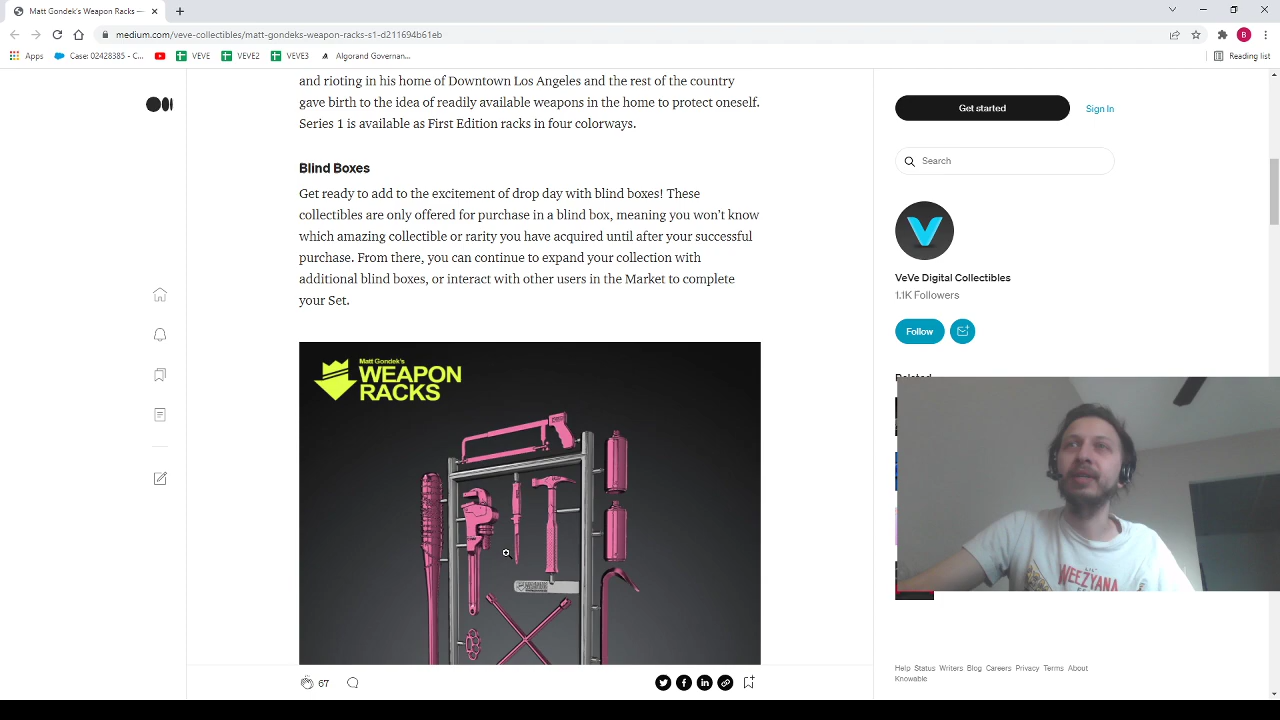 Matt Gondek's Weapon Racks —
medium.com/veve-collectibles/matt-gondeks-weapon-racks-s1-d211694b61eb
B
Apps
Case: 02428385 - C...
VEVE
VEVE2
VEVE3
Algorand Governan...
Reading list
and rioting in his home of Downtown Los Angeles and the rest of the country
gave birth to the idea of readily available weapons in the home to protect oneself.
Series 1 is available as First Edition racks in four colorways.
Blind Boxes
Get ready to add to the excitement of drop day with blind boxes! These
collectibles are only offered for purchase in a blind box, meaning you won't know
which amazing collectible or rarity you have acquired until after your successful
purchase. From there, you can continue to expand your collection with
additional blind boxes, or interact with other users in the Market to complete
your Set.
Matt Gondek's
WEAPON
RACKS
67
Get started
Sign In
Search
VeVe Digital Collectibles
1.1K Followers
Follow
Related
WEEZYANA
Help Status Writers Blog Careers Privacy Terms About
Knowable